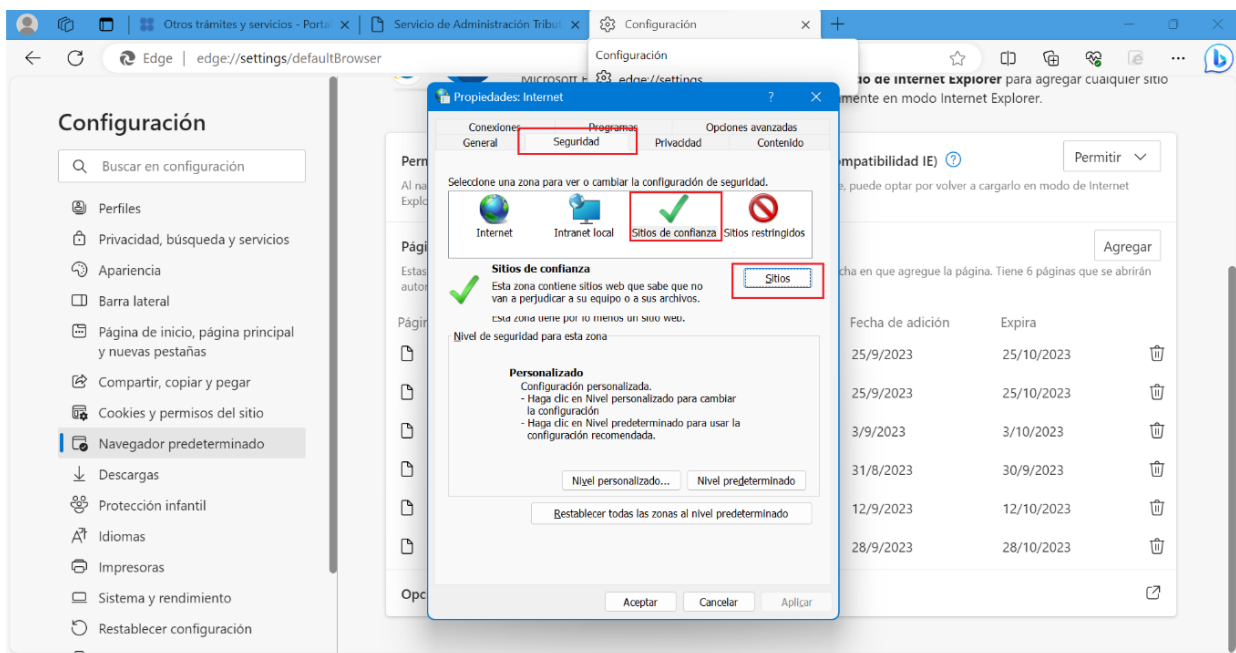 Otros trámites y servicios - Porta
Servicio de Administración Tribut
Configuración
Edge | edge://settings/defaultBrowser
Configuración
edge://settings
Configuración
Buscar en configuración
Perfiles
Privacidad, búsqueda y servicios
Apariencia
Barra lateral
Página de inicio, página principal
y nuevas pestañas
Compartir, copiar y pegar
Cookies y permisos del sitio
Navegador predeterminado
Descargas
Protección infantil
Idiomas
Impresoras
Sistema y rendimiento
Restablecer configuración
do de Internet Explorer para agregar cualquier sitio
mente en modo Internet Explorer.
Perm
mpatibilidad IE)
Permitir
Al na
e, puede optar por volver a cargarlo en modo de Internet
Explo
Pági
Agregar
Estas
cha en que agregue la página. Tiene 6 páginas que se abrirán
autor
Págin
Fecha de adición
Expira
25/9/2023
25/10/2023
25/9/2023
25/10/2023
3/9/2023
3/10/2023
31/8/2023
30/9/2023
12/9/2023
12/10/2023
28/9/2023
28/10/2023
Opc
Propiedades: Internet
Conexiones
Programas
Opciones avanzadas
General
Seguridad
Privacidad
Contenido
Seleccione una zona para ver o cambiar la configuración de seguridad.
Internet
Intranet local
Sitios de confianza
Sitios restringidos
Sitios de confianza
Sitios
Esta zona contiene sitios web que sabe que no
van a perjudicar a su equipo o a sus archivos.
Esta zona tiene por lo menos un sitio web.
Nivel de seguridad para esta zona
Personalizado
Configuración personalizada.
- Haga clic en Nivel personalizado para cambiar
la configuración
- Haga clic en Nivel predeterminado para usar la
configuración recomendada.
Nivel personalizado...
Nivel predeterminado
Restablecer todas las zonas al nivel predeterminado
Aceptar
Cancelar
Aplicar